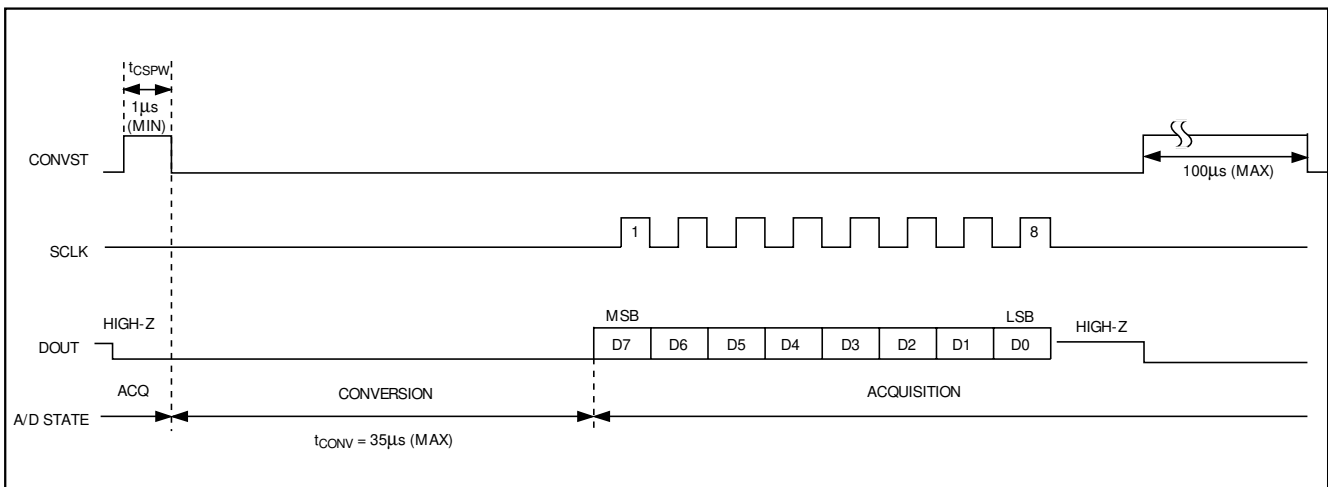 tCSPW
1µs
(MIN)
CONVST
100µs (MAX)
SCLK
1
8
HIGH-Z
MSB
LSB
HIGH-Z
DOUT
D7
D6
D5
D4
D3
D2
D1
D0
ACQ
CONVERSION
ACQUISITION
A/D STATE
tCONV = 35µs (MAX)